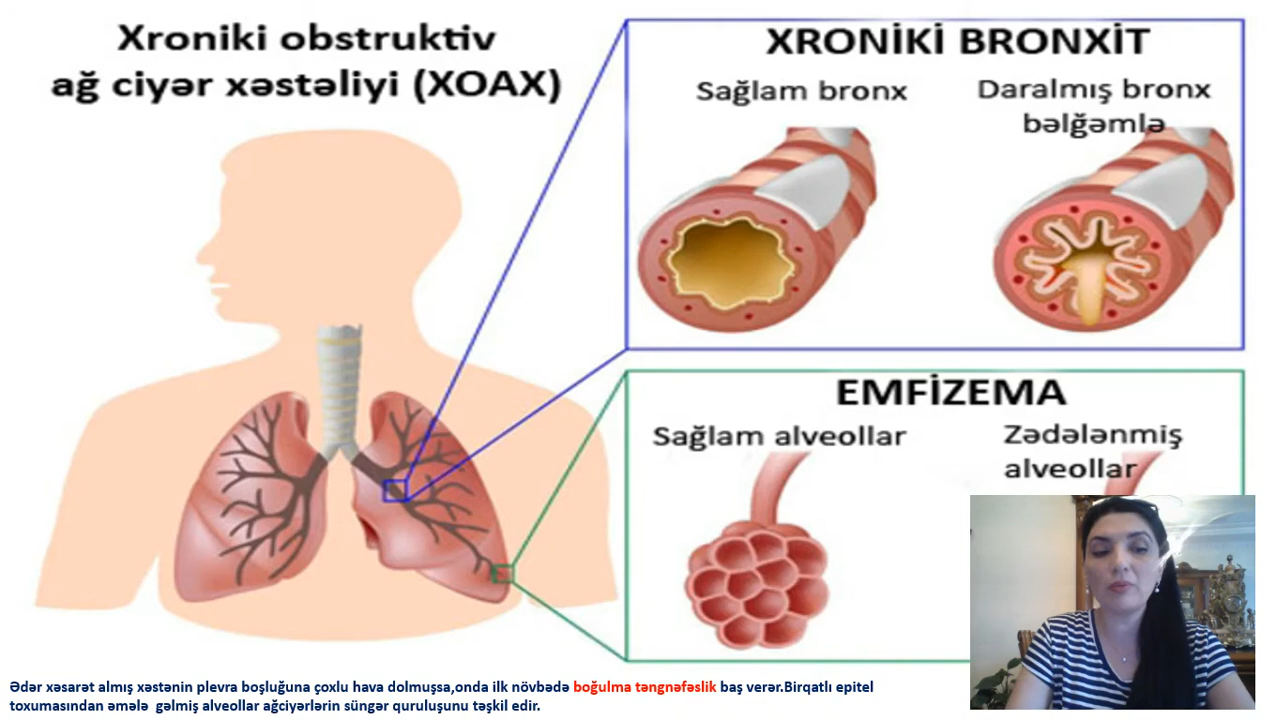 Xroniki obstruktiv
ağ ciyər xəstəliyi (XOAX)
XRONİKİ BRONXİT
Sağlam bronx
Daralmış bronx
bəlğəmlə
EMFİZEMA
Sağlam alveollar
Zədələnmiş
alveollar
Ədər xəsarət almış xəstənin plevra boşluğuna çoxlu hava dolmuşsa,onda ilk növbədə boğulma təngnəfəslik baş verər.Birqatlı epitel
toxumasından əmələ gəlmiş alveollar ağciyərlərin süngər quruluşunu təşkil edir.